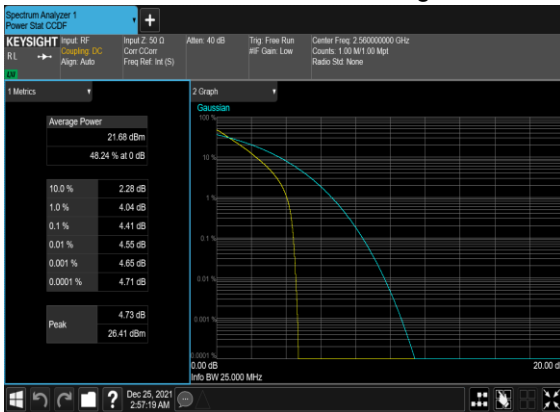 Spectrum Analyzer 1
Power Stat CCDF
KEYSIGHT
RL
Input: RF
Coupling: DC
Align: Auto
Input Z: 50 Ω
Corr CCorr
Freq Ref: Int (S)
Atten: 40 dB
Trig: Free Run
#IF Gain: Low
Center Freq: 2.560000000 GHz
Counts: 1.00 M/1.00 Mpt
Radio Std: None
1 Metrics
Average Power
21.68 dBm
48.24 % at 0 dB
10.0 % 2.28 dB
1.0 % 4.04 dB
0.1 % 4.41 dB
0.01 % 4.55 dB
0.001 % 4.65 dB
0.0001 % 4.71 dB
Peak
4.73 dB
26.41 dBm
2 Graph
Gaussian
100 %
10 %
1 %
0.1 %
0.01 %
0.001 %
0.0001 %
0.00 dB
20.00 d
Info BW 25.000 MHz
?
Dec 25, 2021
2:57:19 AM